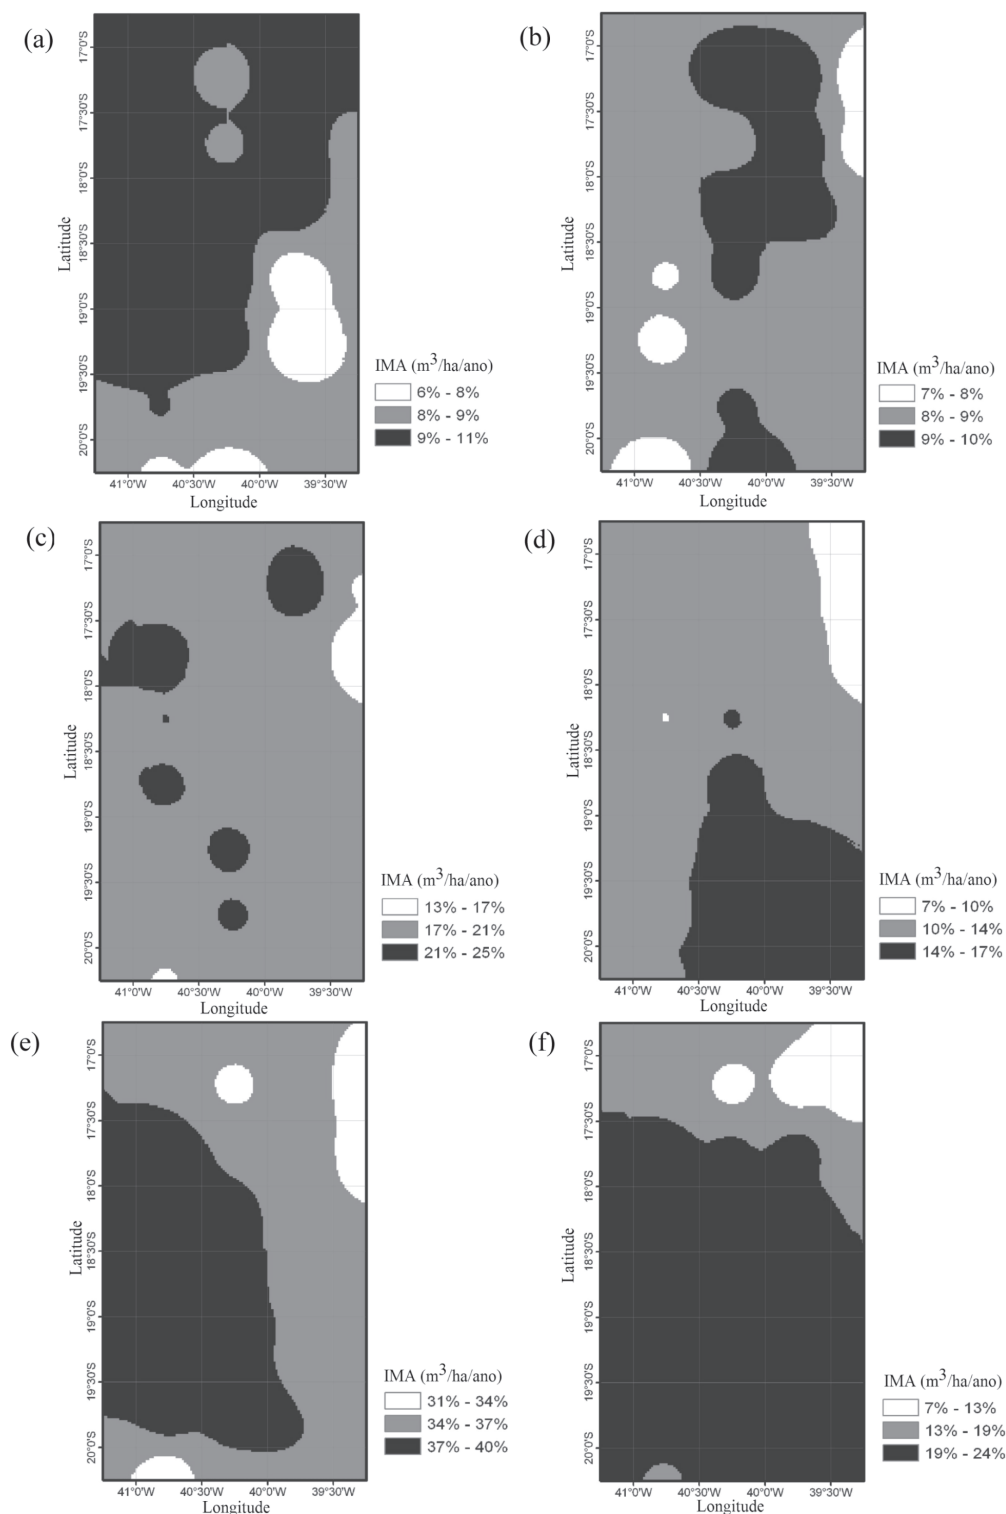 (a)
Latitude
17°0'S
17°30'S
18°0'S
18°30'S
19°0'S
19°30'S
20°0'S
41°0'W 40°30'W 40°0'W 39°30'W
Longitude
IMA (m³/ha/ano)
6% - 8%
8% - 9%
9% - 11%
(b)
Latitude
17°0'S
17°30'S
18°0'S
18°30'S
19°0'S
19°30'S
20°0'S
41°0'W 40°30'W 40°0'W 39°30'W
Longitude
IMA (m³/ha/ano)
7% - 8%
8% - 9%
9% - 10%
(c)
Latitude
17°0'S
17°30'S
18°0'S
18°30'S
19°0'S
19°30'S
20°0'S
41°0'W 40°30'W 40°0'W 39°30'W
Longitude
IMA (m³/ha/ano)
13% - 17%
17% - 21%
21% - 25%
(d)
Latitude
17°0'S
17°30'S
18°0'S
18°30'S
19°0'S
19°30'S
20°0'S
41°0'W 40°30'W 40°0'W 39°30'W
Longitude
IMA (m³/ha/ano)
7% - 10%
10% - 14%
14% - 17%
(e)
Latitude
17°0'S
17°30'S
18°0'S
18°30'S
19°0'S
19°30'S
20°0'S
41°0'W 40°30'W 40°0'W 39°30'W
Longitude
IMA (m³/ha/ano)
31% - 34%
34% - 37%
37% - 40%
(f)
Latitude
17°0'S
17°30'S
18°0'S
18°30'S
19°0'S
19°30'S
20°0'S
41°0'W 40°30'W 40°0'W 39°30'W
Longitude
IMA (m³/ha/ano)
7% - 13%
13% - 19%
19% - 24%